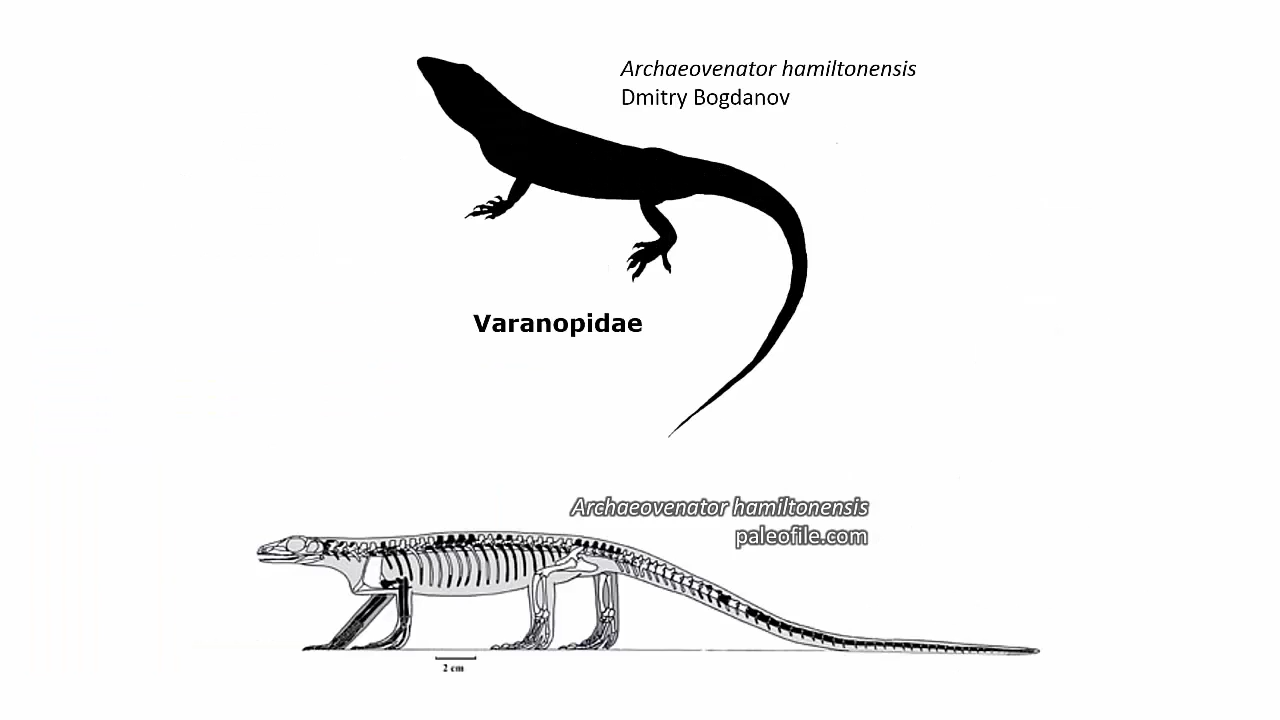 Archaeovenator hamiltonensis
Dmitry Bogdanov
Varanopidae
Archaeovenator hamiltonensis
paleofile.com
2 cm